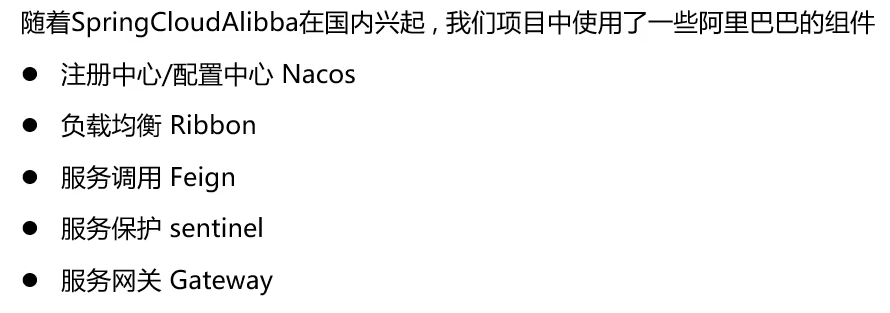 随着SpringCloudAlibba在国内兴起，我们项目中使用了一些阿里巴巴的组件
● 注册中心/配置中心 Nacos
● 负载均衡 Ribbon
● 服务调用 Feign
● 服务保护 sentinel
● 服务网关 Gateway